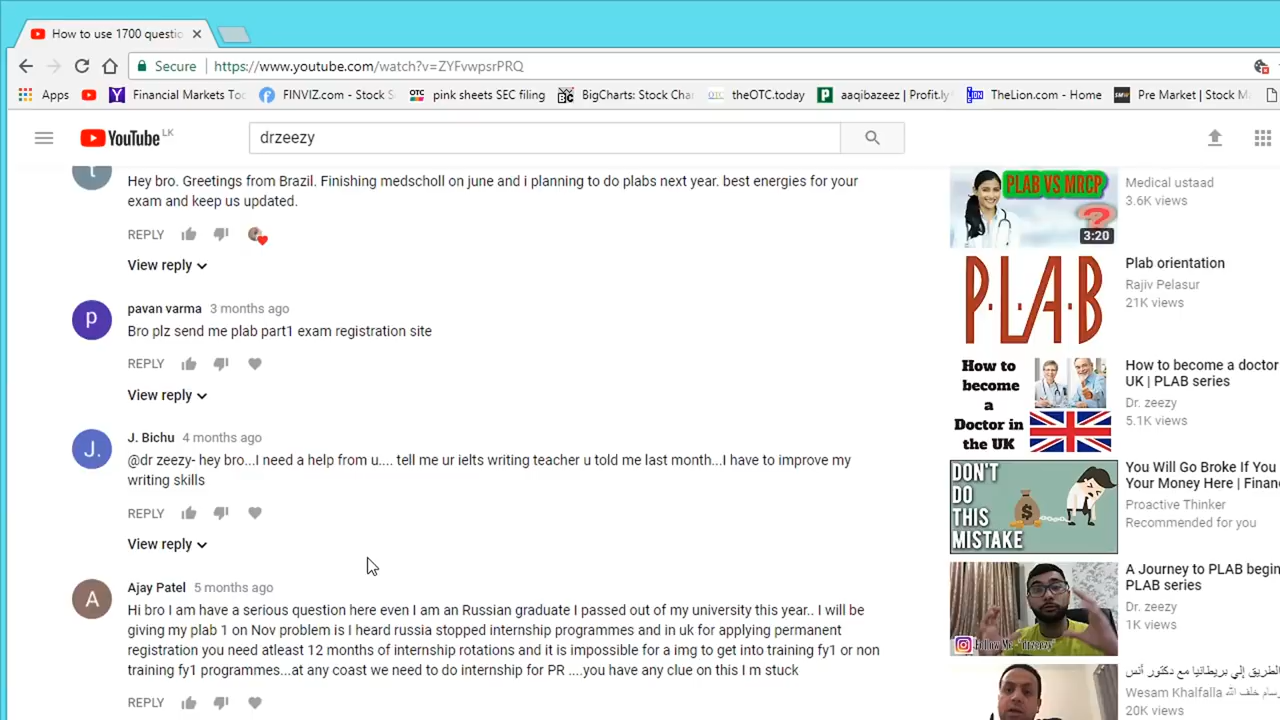 How to use 1700 questio
Secure
https://www.youtube.com/watch?v=ZYFvwpsrPRQ
Apps
Financial Markets To
FINVIZ.com - Stock S
OTC
pink sheets SEC filing
BC
BigCharts: Stock Cha
OTC
theOTC.today
P
aaqibazeez | Profit.ly
LION
TheLion.com - Home
SMW
Pre Market | Stock M
YouTube LK
drzeezy
t
Hey bro. Greetings from Brazil. Finishing medscholl on june and i planning to do plabs next year. best energies for your
exam and keep us updated.
REPLY
View reply
p
pavan varma 3 months ago
Bro plz send me plab part1 exam registration site
REPLY
View reply
J.
J. Bichu 4 months ago
@dr zeezy- hey bro...I need a help from u.... tell me ur ielts writing teacher u told me last month...I have to improve my
writing skills
REPLY
View reply
A
Ajay Patel 5 months ago
Hi bro I am have a serious question here even I am an Russian graduate I passed out of my university this year.. I will be
giving my plab 1 on Nov problem is I heard russia stopped internship programmes and in uk for applying permanent
registration you need atleast 12 months of internship rotations and it is impossible for a img to get into training fy1 or non
training fy1 programmes...at any coast we need to do internship for PR ....you have any clue on this I m stuck
REPLY
PLAB VS MRCP
?
3:20
Medical ustaad
3.6K views
P·L·A·B
Plab orientation
Rajiv Pelasur
21K views
How to
become
a
Doctor in
the UK
How to become a doctor
UK | PLAB series
Dr. zeezy
5.1K views
DON'T
DO
THIS
MISTAKE
$
You Will Go Broke If You
Your Money Here | Finan
Proactive Thinker
Recommended for you
Follow Me - "drzeezy"
A Journey to PLAB begin
PLAB series
Dr. zeezy
1K views
الطريق إلي بريطانيا مع دكتور أنس
Wesam Khalfalla وسام خلف الله
20K views